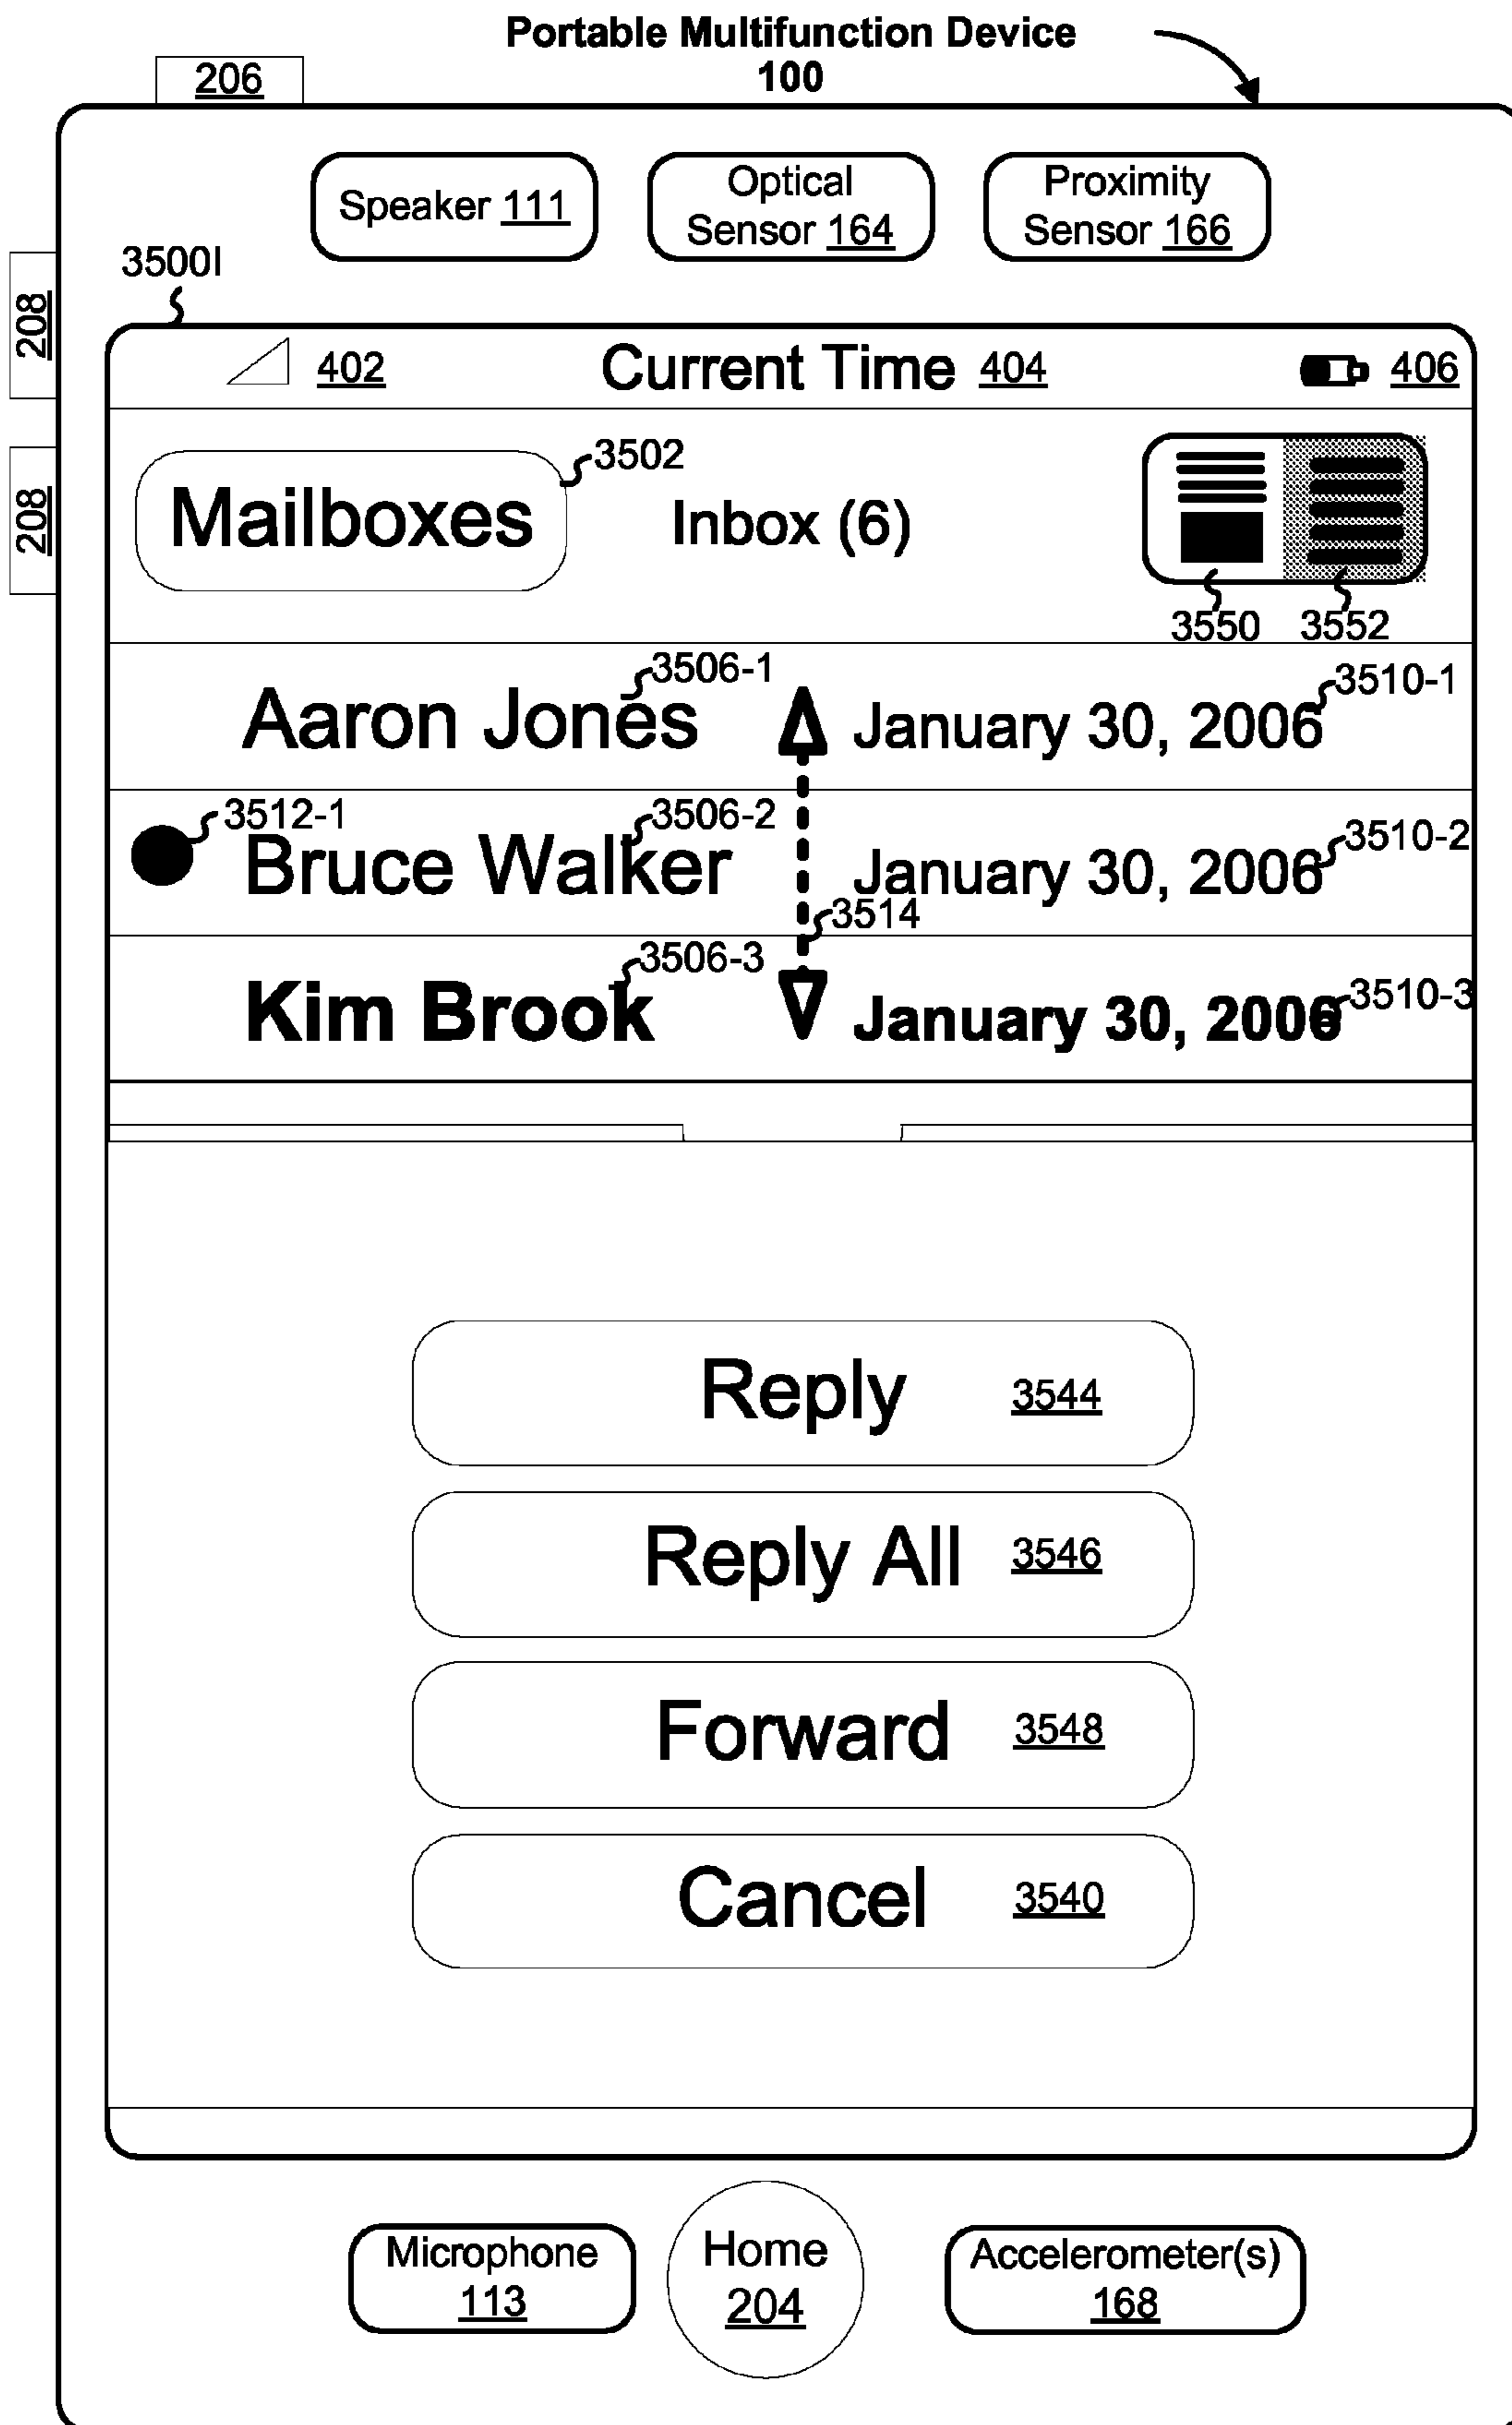 Portable Multifunction Device
100
206
Speaker 111
Optical
Sensor 164
Proximity
Sensor 166
3500I
208
402
Current Time 404
406
208
Mailboxes
3502
Inbox (6)
3550
3552
3506-1
3510-1
Aaron Jones
January 30, 2006
3512-1
3506-2
3510-2
Bruce Walker
January 30, 2006
3514
3506-3
3510-3
Kim Brook
January 30, 2006
Reply 3544
Reply All 3546
Forward 3548
Cancel 3540
Microphone
113
Home
204
Accelerometer(s)
168